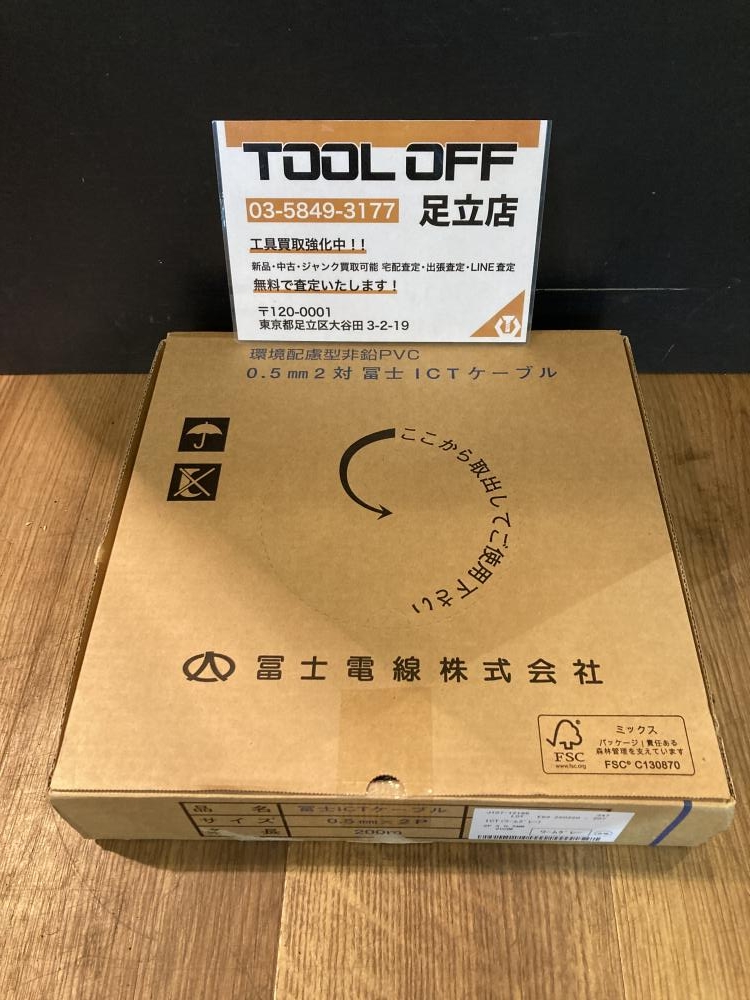 TOOL OFF
03-5849-3177 足立店
工具買取強化中！！
新品・中古・ジャンク買取可能 宅配査定・出張査定・LINE査定
無料で査定いたします！
〒120-0001
東京都足立区大谷田 3-2-19
T
環境配慮型非鉛PVC
0.5mm2対 冨士ICTケーブル
ここから取出してご使用下さい
冨士電線株式会社
FSC
www.fsc.org
ミックス
パッケージ｜責任ある
森林管理を支えています
FSC® C130870
品 名 冨士ICTケーブル
サイズ 0.5mm×2P
長 200m